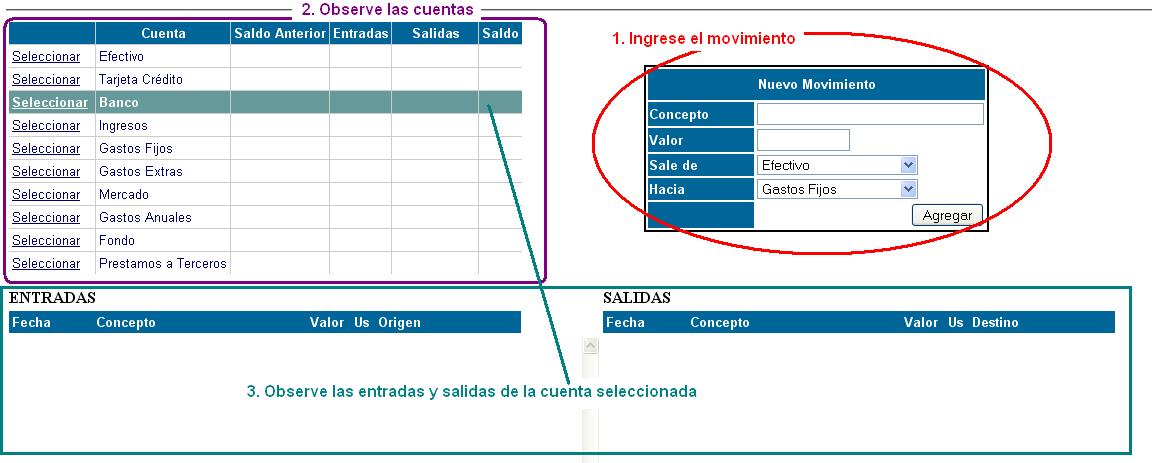 2. Observe las cuentas
Cuenta Saldo Anterior Entradas Salidas Saldo
Seleccionar Efectivo
Seleccionar Tarjeta Crédito
Seleccionar Banco
Seleccionar Ingresos
Seleccionar Gastos Fijos
Seleccionar Gastos Extras
Seleccionar Mercado
Seleccionar Gastos Anuales
Seleccionar Fondo
Seleccionar Prestamos a Terceros
1. Ingrese el movimiento
Nuevo Movimiento
Concepto
Valor
Sale de Efectivo
Hacia Gastos Fijos
Agregar
ENTRADAS
Fecha Concepto Valor Us Origen
SALIDAS
Fecha Concepto Valor Us Destino
3. Observe las entradas y salidas de la cuenta seleccionada